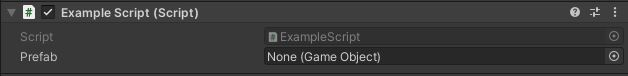 Example Script (Script)
Script ExampleScript
Prefab None (Game Object)